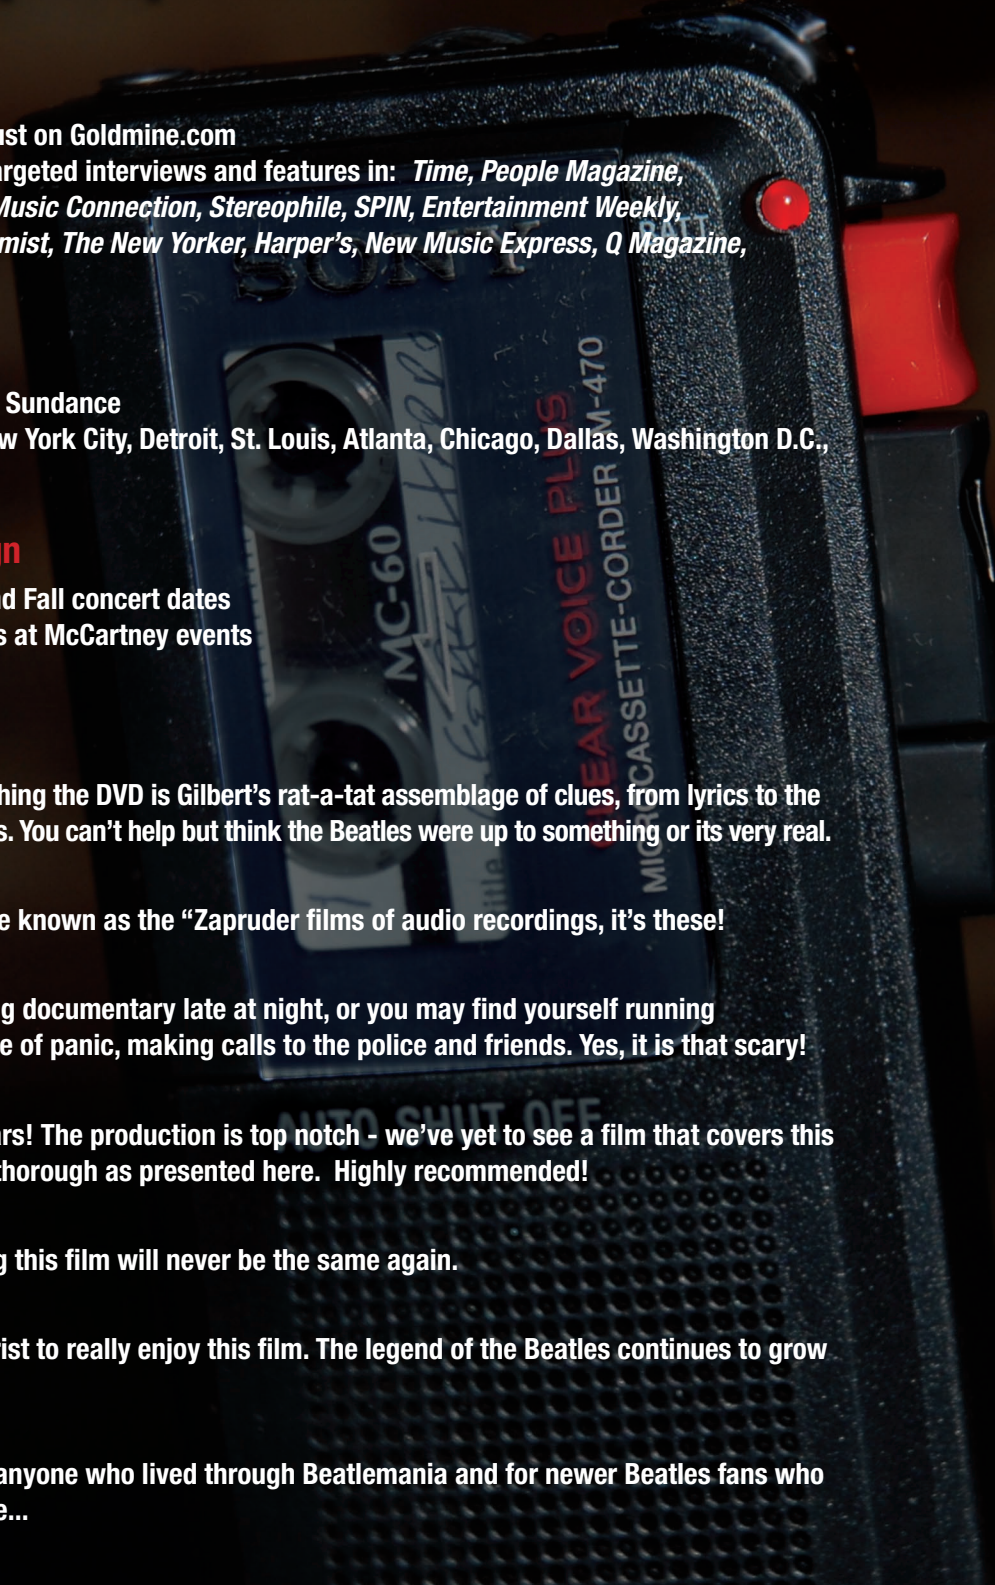 ust on Goldmine.com
argeted interviews and features in:  Time, People Magazine,
Music Connection, Stereophile, SPIN, Entertainment Weekly,
mist, The New Yorker, Harper's, New Music Express, Q Magazine,
BATT
SONY
Sundance
w York City, Detroit, St. Louis, Atlanta, Chicago, Dallas, Washington D.C.,
gn
nd Fall concert dates
s at McCartney events
MC-60
CLEAR VOICE PLUS
MICROCASSETTE-CORDER M-470
title
hing the DVD is Gilbert's rat-a-tat assemblage of clues, from lyrics to the
s. You can't help but think the Beatles were up to something or its very real.
e known as the “Zapruder films of audio recordings, it's these!
g documentary late at night, or you may find yourself running
e of panic, making calls to the police and friends. Yes, it is that scary!
AUTO SHUT OFF
ars! The production is top notch - we've yet to see a film that covers this
thorough as presented here.  Highly recommended!
g this film will never be the same again.
rist to really enjoy this film. The legend of the Beatles continues to grow
anyone who lived through Beatlemania and for newer Beatles fans who
e...